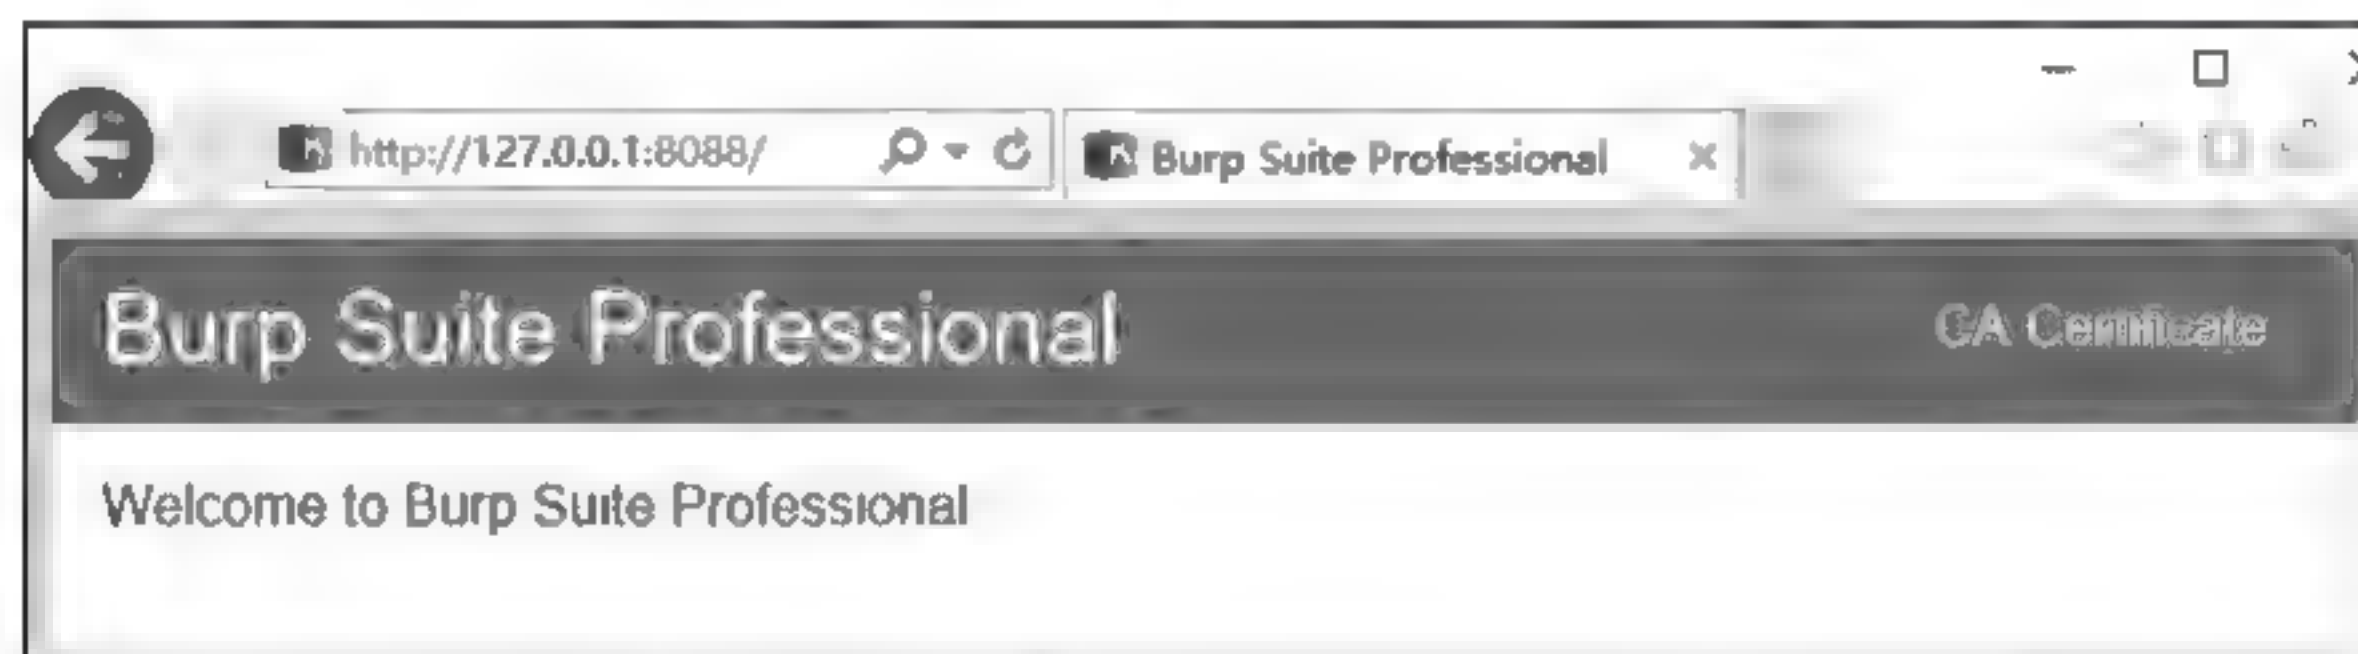 http://127.0.0.1:8088/ Burp Suite Professional
Burp Suite Professional CA Certificate
Welcome to Burp Suite Professional